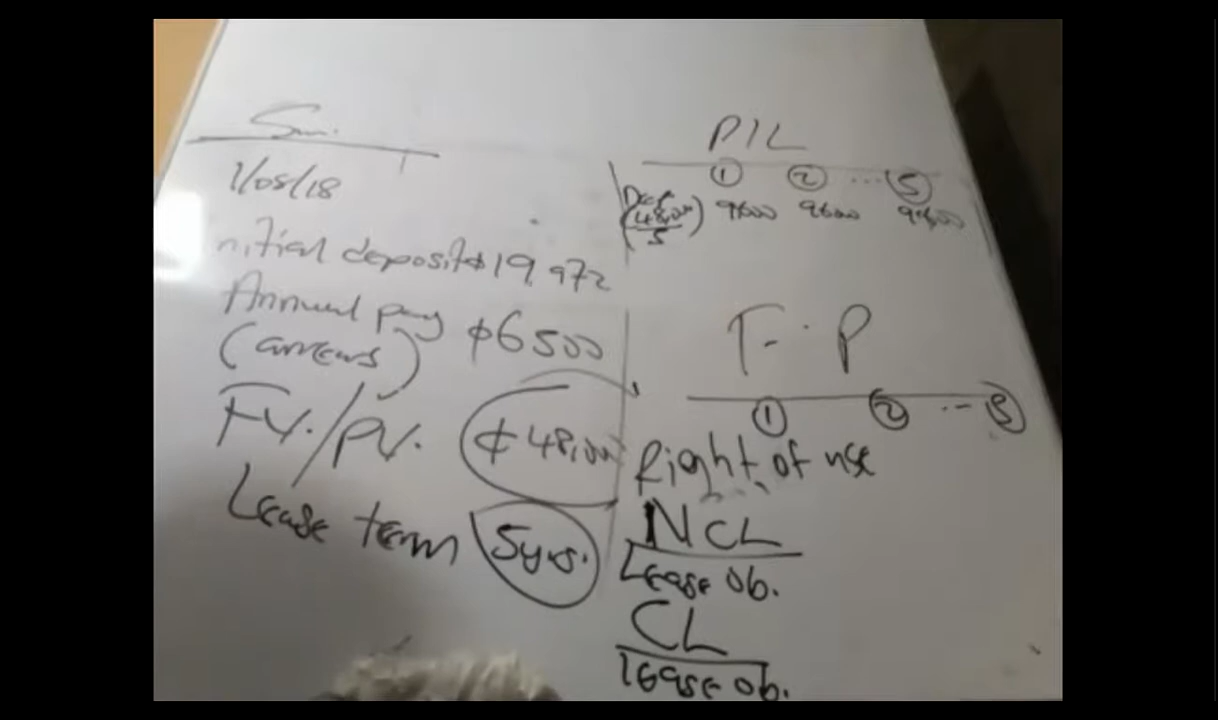 1/05/18
nitial deposit $19,972
Annual pay $6500
(arrears)
FV./PV. ¢48,000
Lease term 5yrs.
P/L
① ② ... ⑤
(48,000/5) 9600 9600 9600
F.P
① ② -- ⑤
Right of use
NCL
Lease ob.
CL
lease ob.